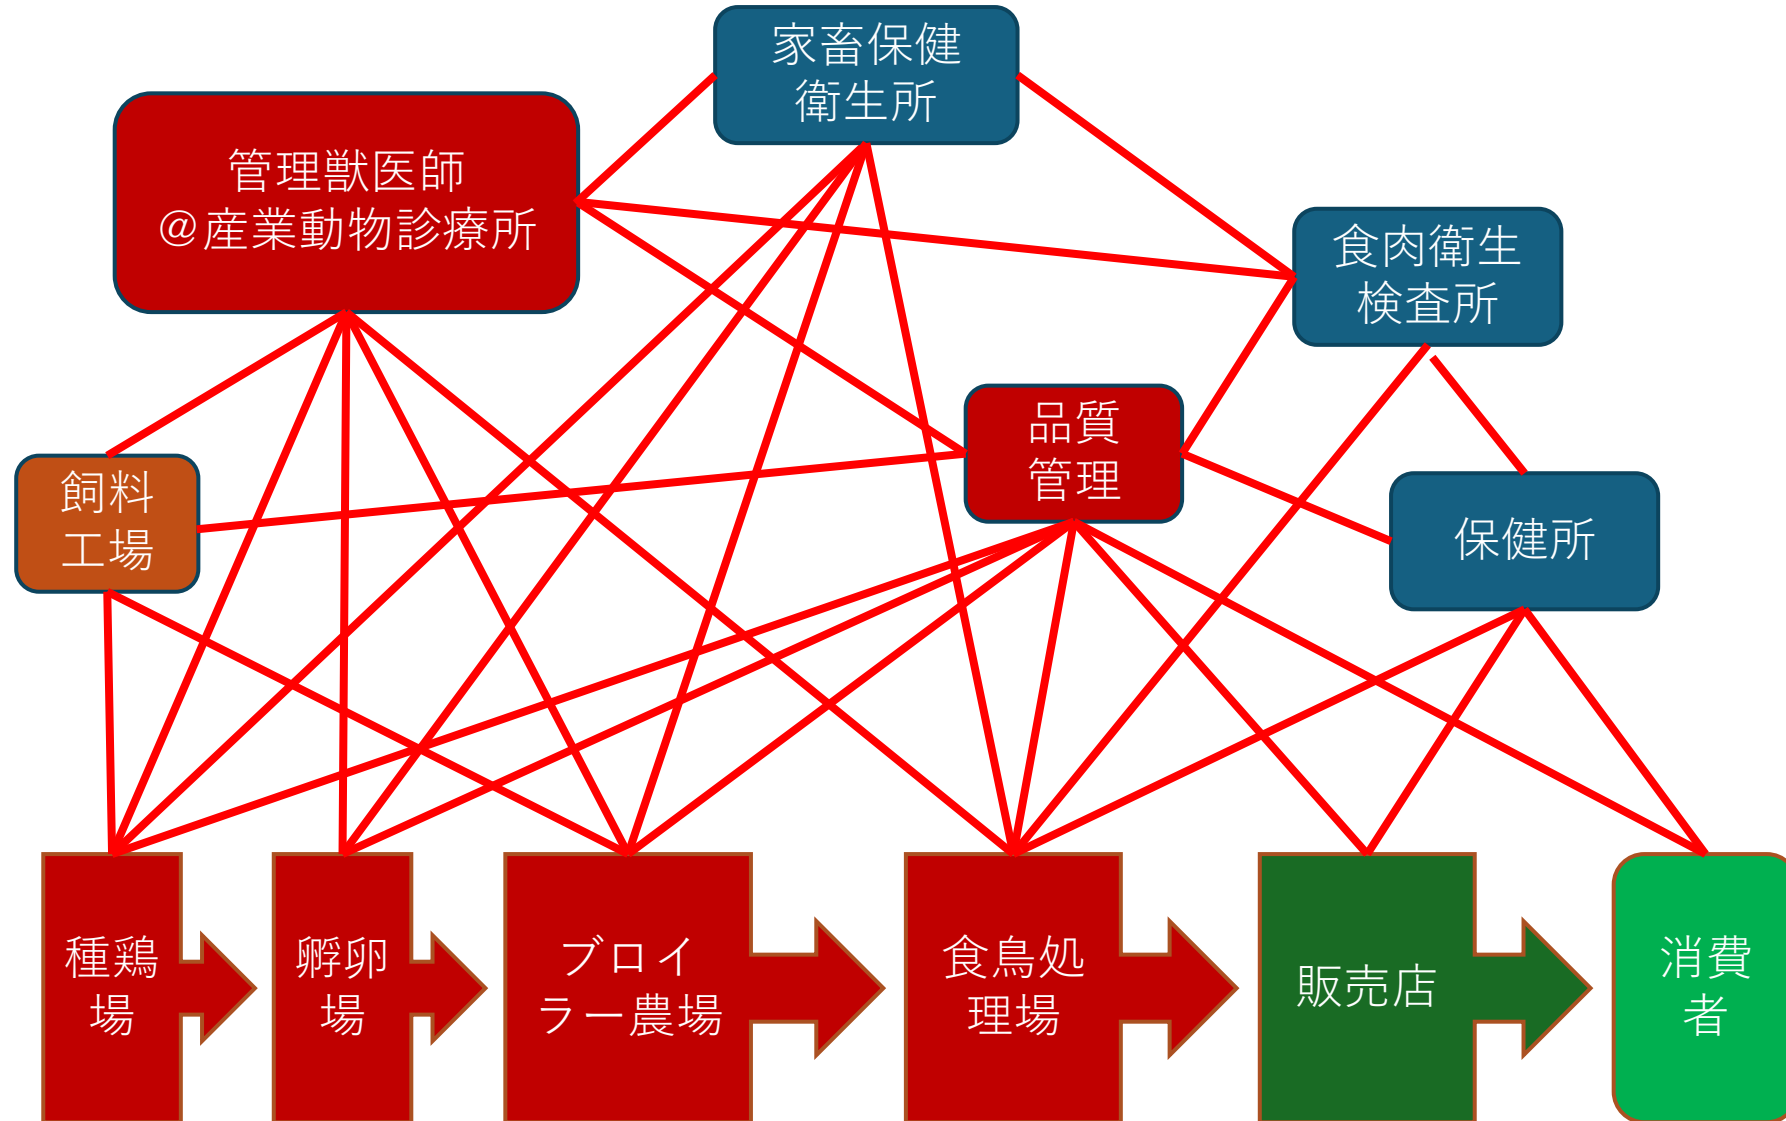 家畜保健
衛生所
管理獣医師
@産業動物診療所
食肉衛生
検査所
品質
管理
飼料
工場
保健所
種鶏
場
孵卵
場
ブロイ
ラー農場
食鳥処
理場
販売店
消費
者